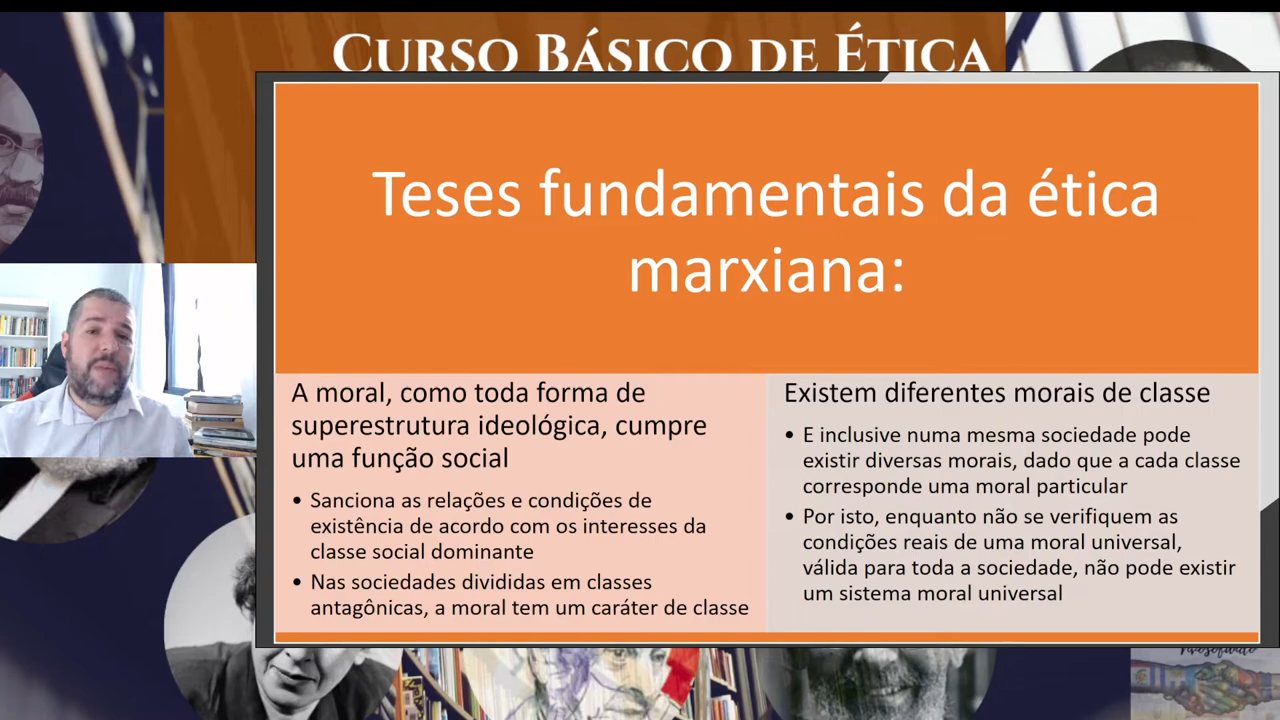 CURSO BÁSICO DE ÉTICA
Teses fundamentais da ética
marxiana:
A moral, como toda forma de
superestrutura ideológica, cumpre
uma função social
• Sanciona as relações e condições de
existência de acordo com os interesses da
classe social dominante
• Nas sociedades divididas em classes
antagônicas, a moral tem um caráter de classe
Existem diferentes morais de classe
• E inclusive numa mesma sociedade pode
existir diversas morais, dado que a cada classe
corresponde uma moral particular
• Por isto, enquanto não se verifiquem as
condições reais de uma moral universal,
válida para toda a sociedade, não pode existir
um sistema moral universal